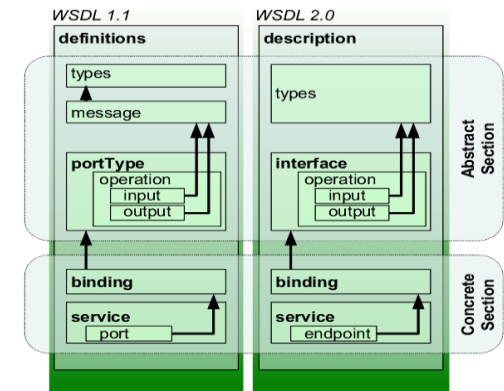 WSDL 1.1
definitions
types
message
portType
operation
input
output
binding
service
port
WSDL 2.0
description
types
interface
operation
input
output
binding
service
endpoint
Abstract
Section
Concrete
Section